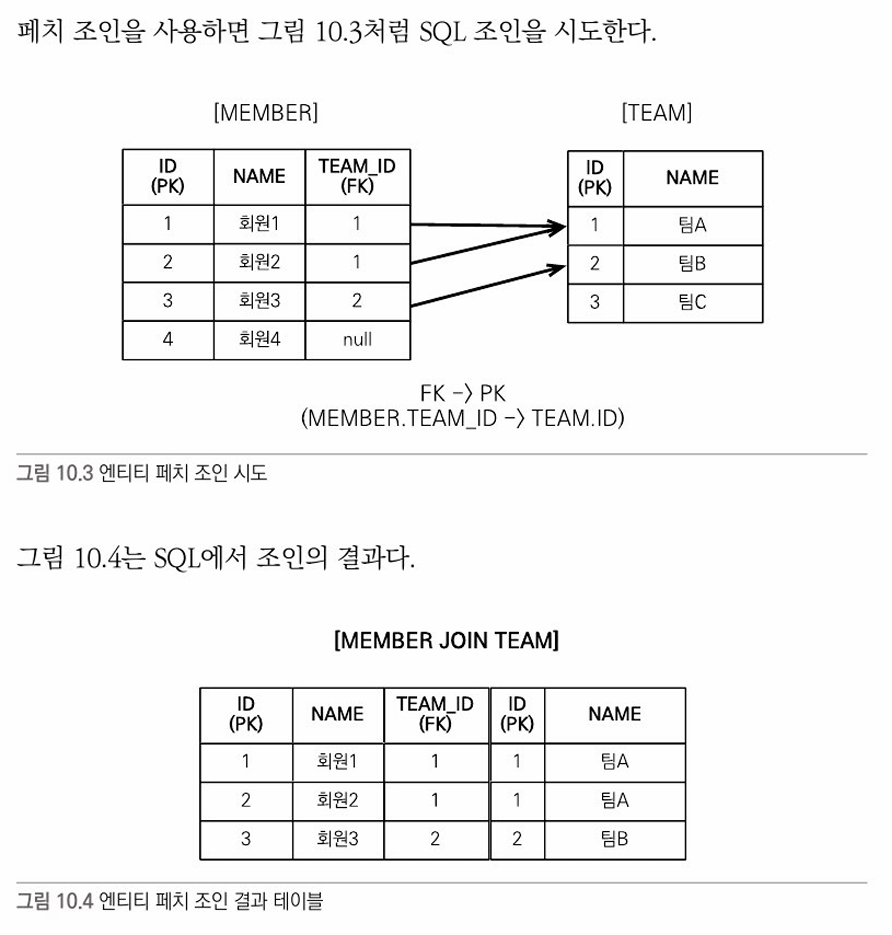 페치 조인을 사용하면 그림 10.3처럼 SQL 조인을 시도한다.
[MEMBER] [TEAM]
ID (PK) NAME TEAM_ID (FK) ID (PK) NAME
1 회원1 1 1 팀A
2 회원2 1 2 팀B
3 회원3 2 3 팀C
4 회원4 null
FK -> PK
(MEMBER.TEAM_ID -> TEAM.ID)
그림 10.3 엔티티 페치 조인 시도
그림 10.4는 SQL에서 조인의 결과다.
[MEMBER JOIN TEAM]
ID (PK) NAME TEAM_ID (FK) ID (PK) NAME
1 회원1 1 1 팀A
2 회원2 1 1 팀A
3 회원3 2 2 팀B
그림 10.4 엔티티 페치 조인 결과 테이블